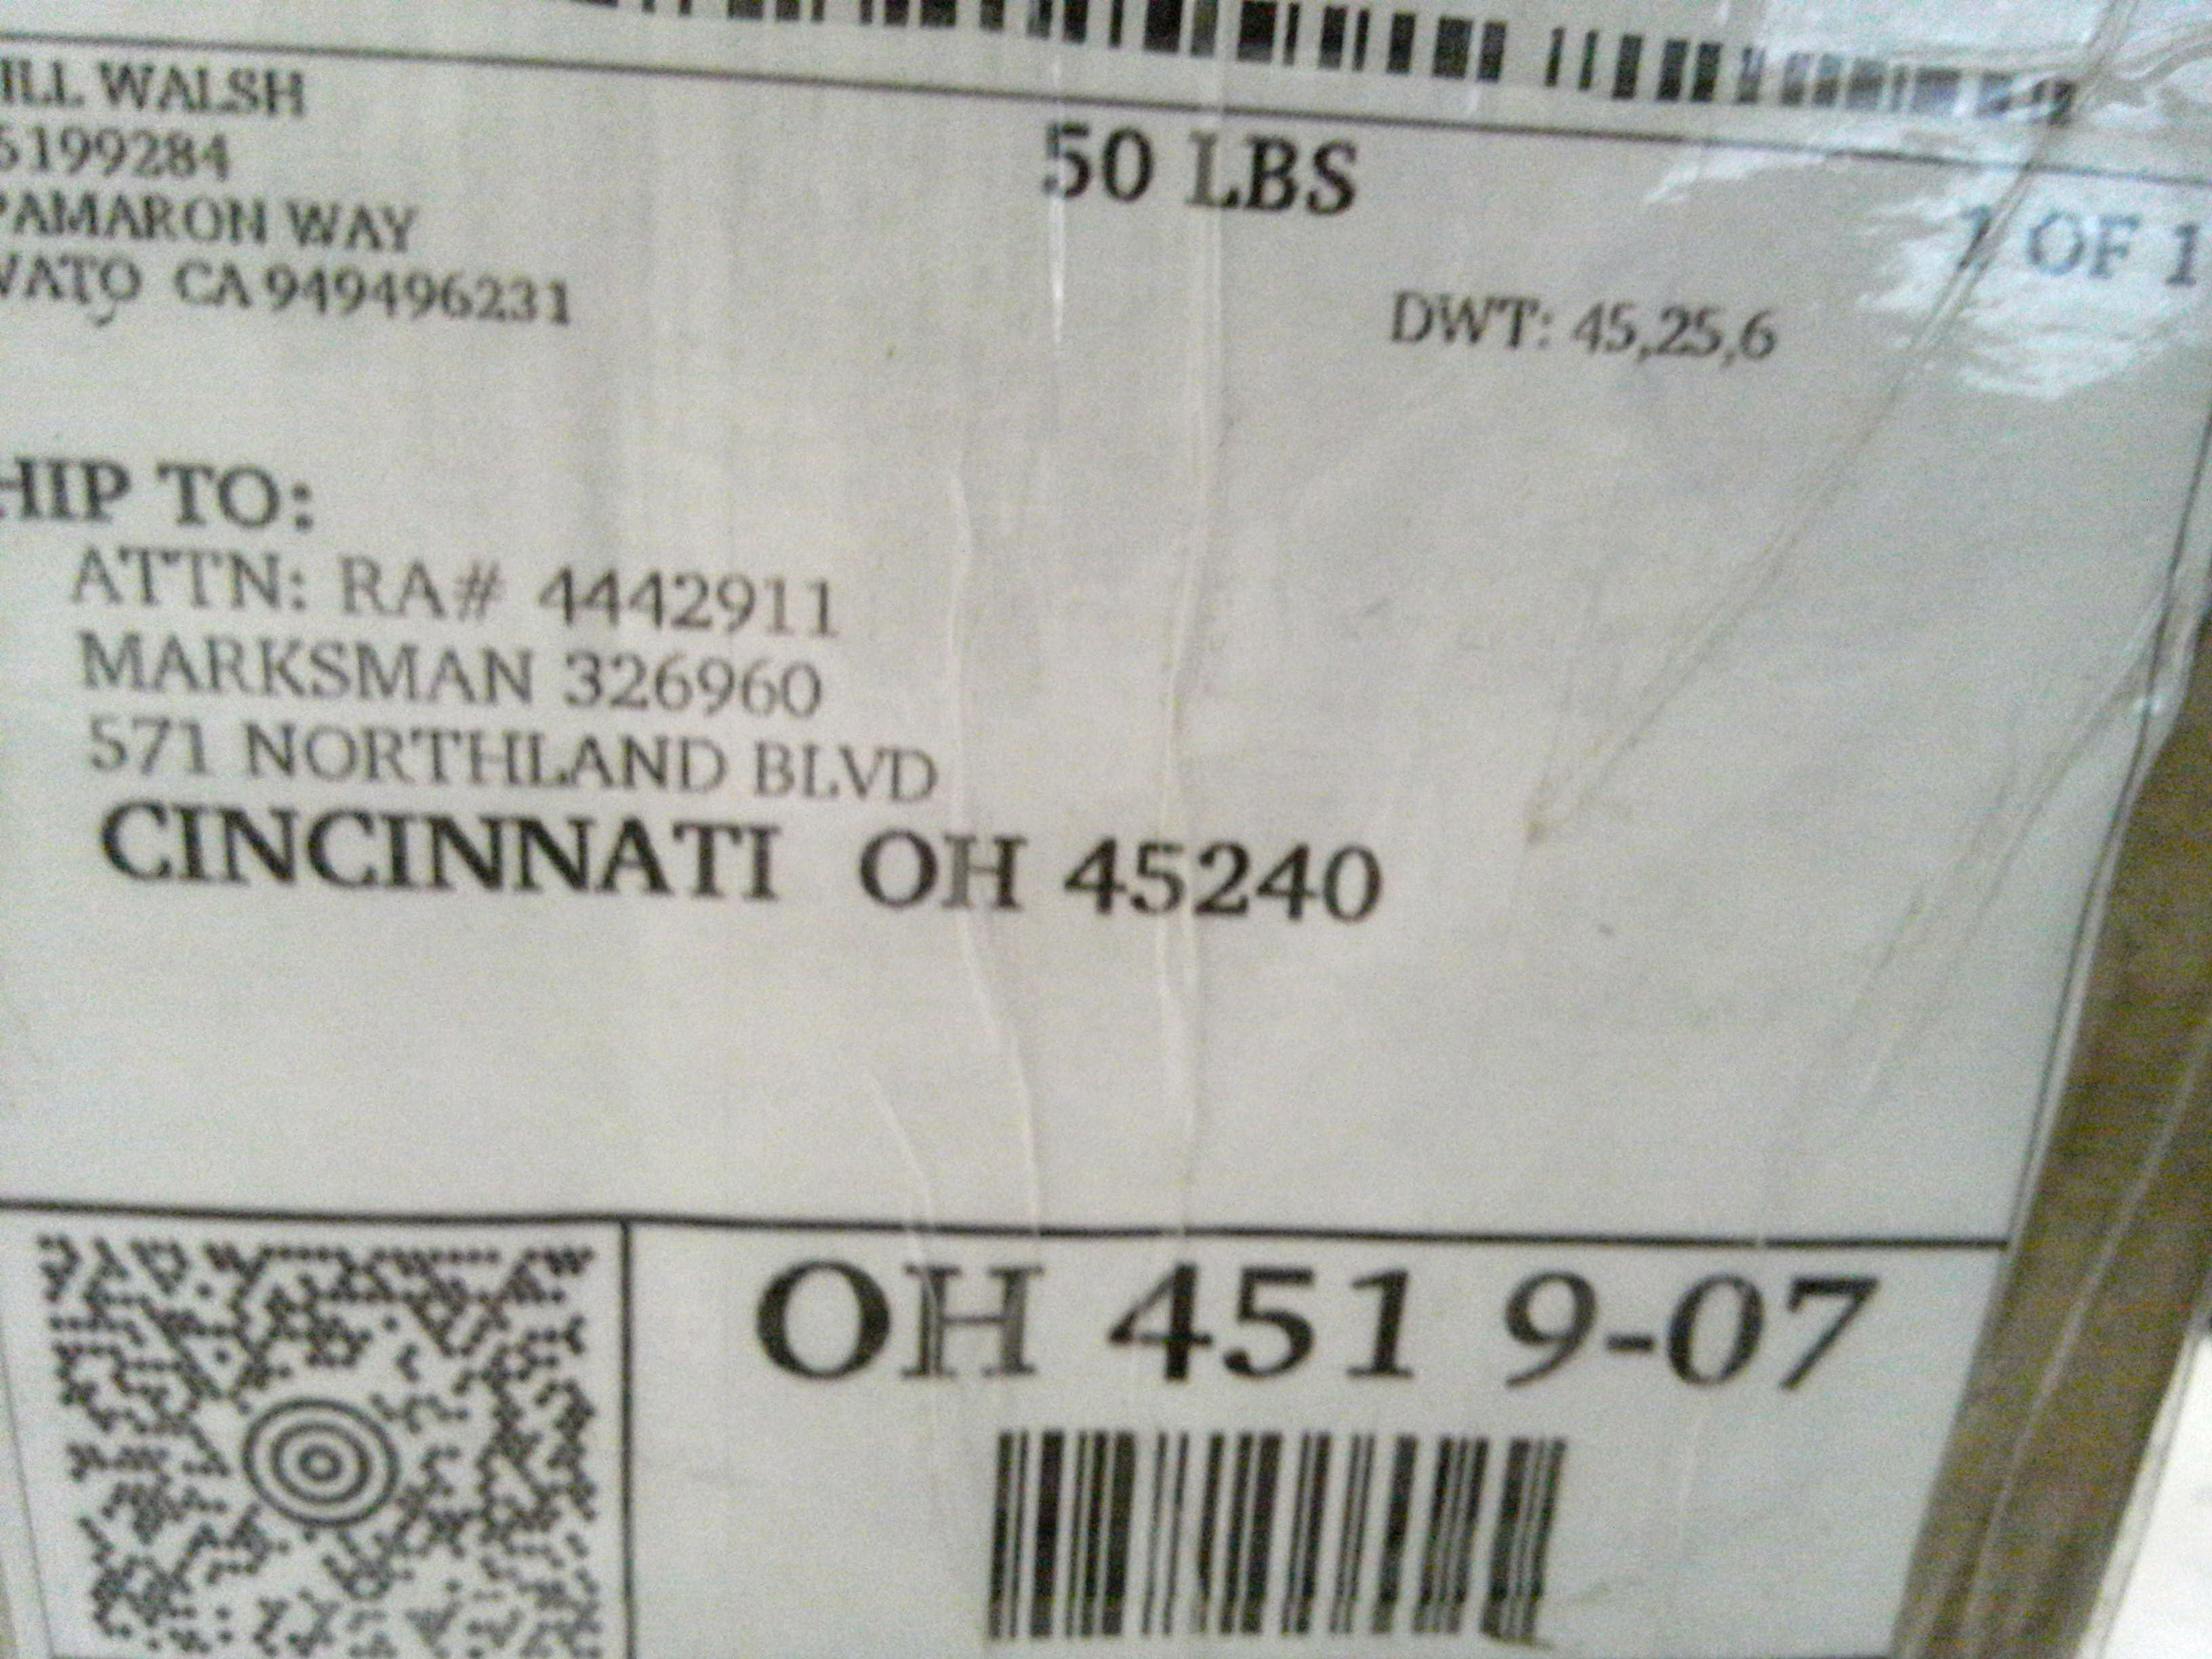 ILL WALSH
5199284
PAMARON WAY
VATO CA 949496231
50 LBS
1 OF 1
DWT: 45,25,6
HIP TO:
ATTN: RA# 4442911
MARKSMAN 326960
571 NORTHLAND BLVD
CINCINNATI OH 45240
OH 451 9-07